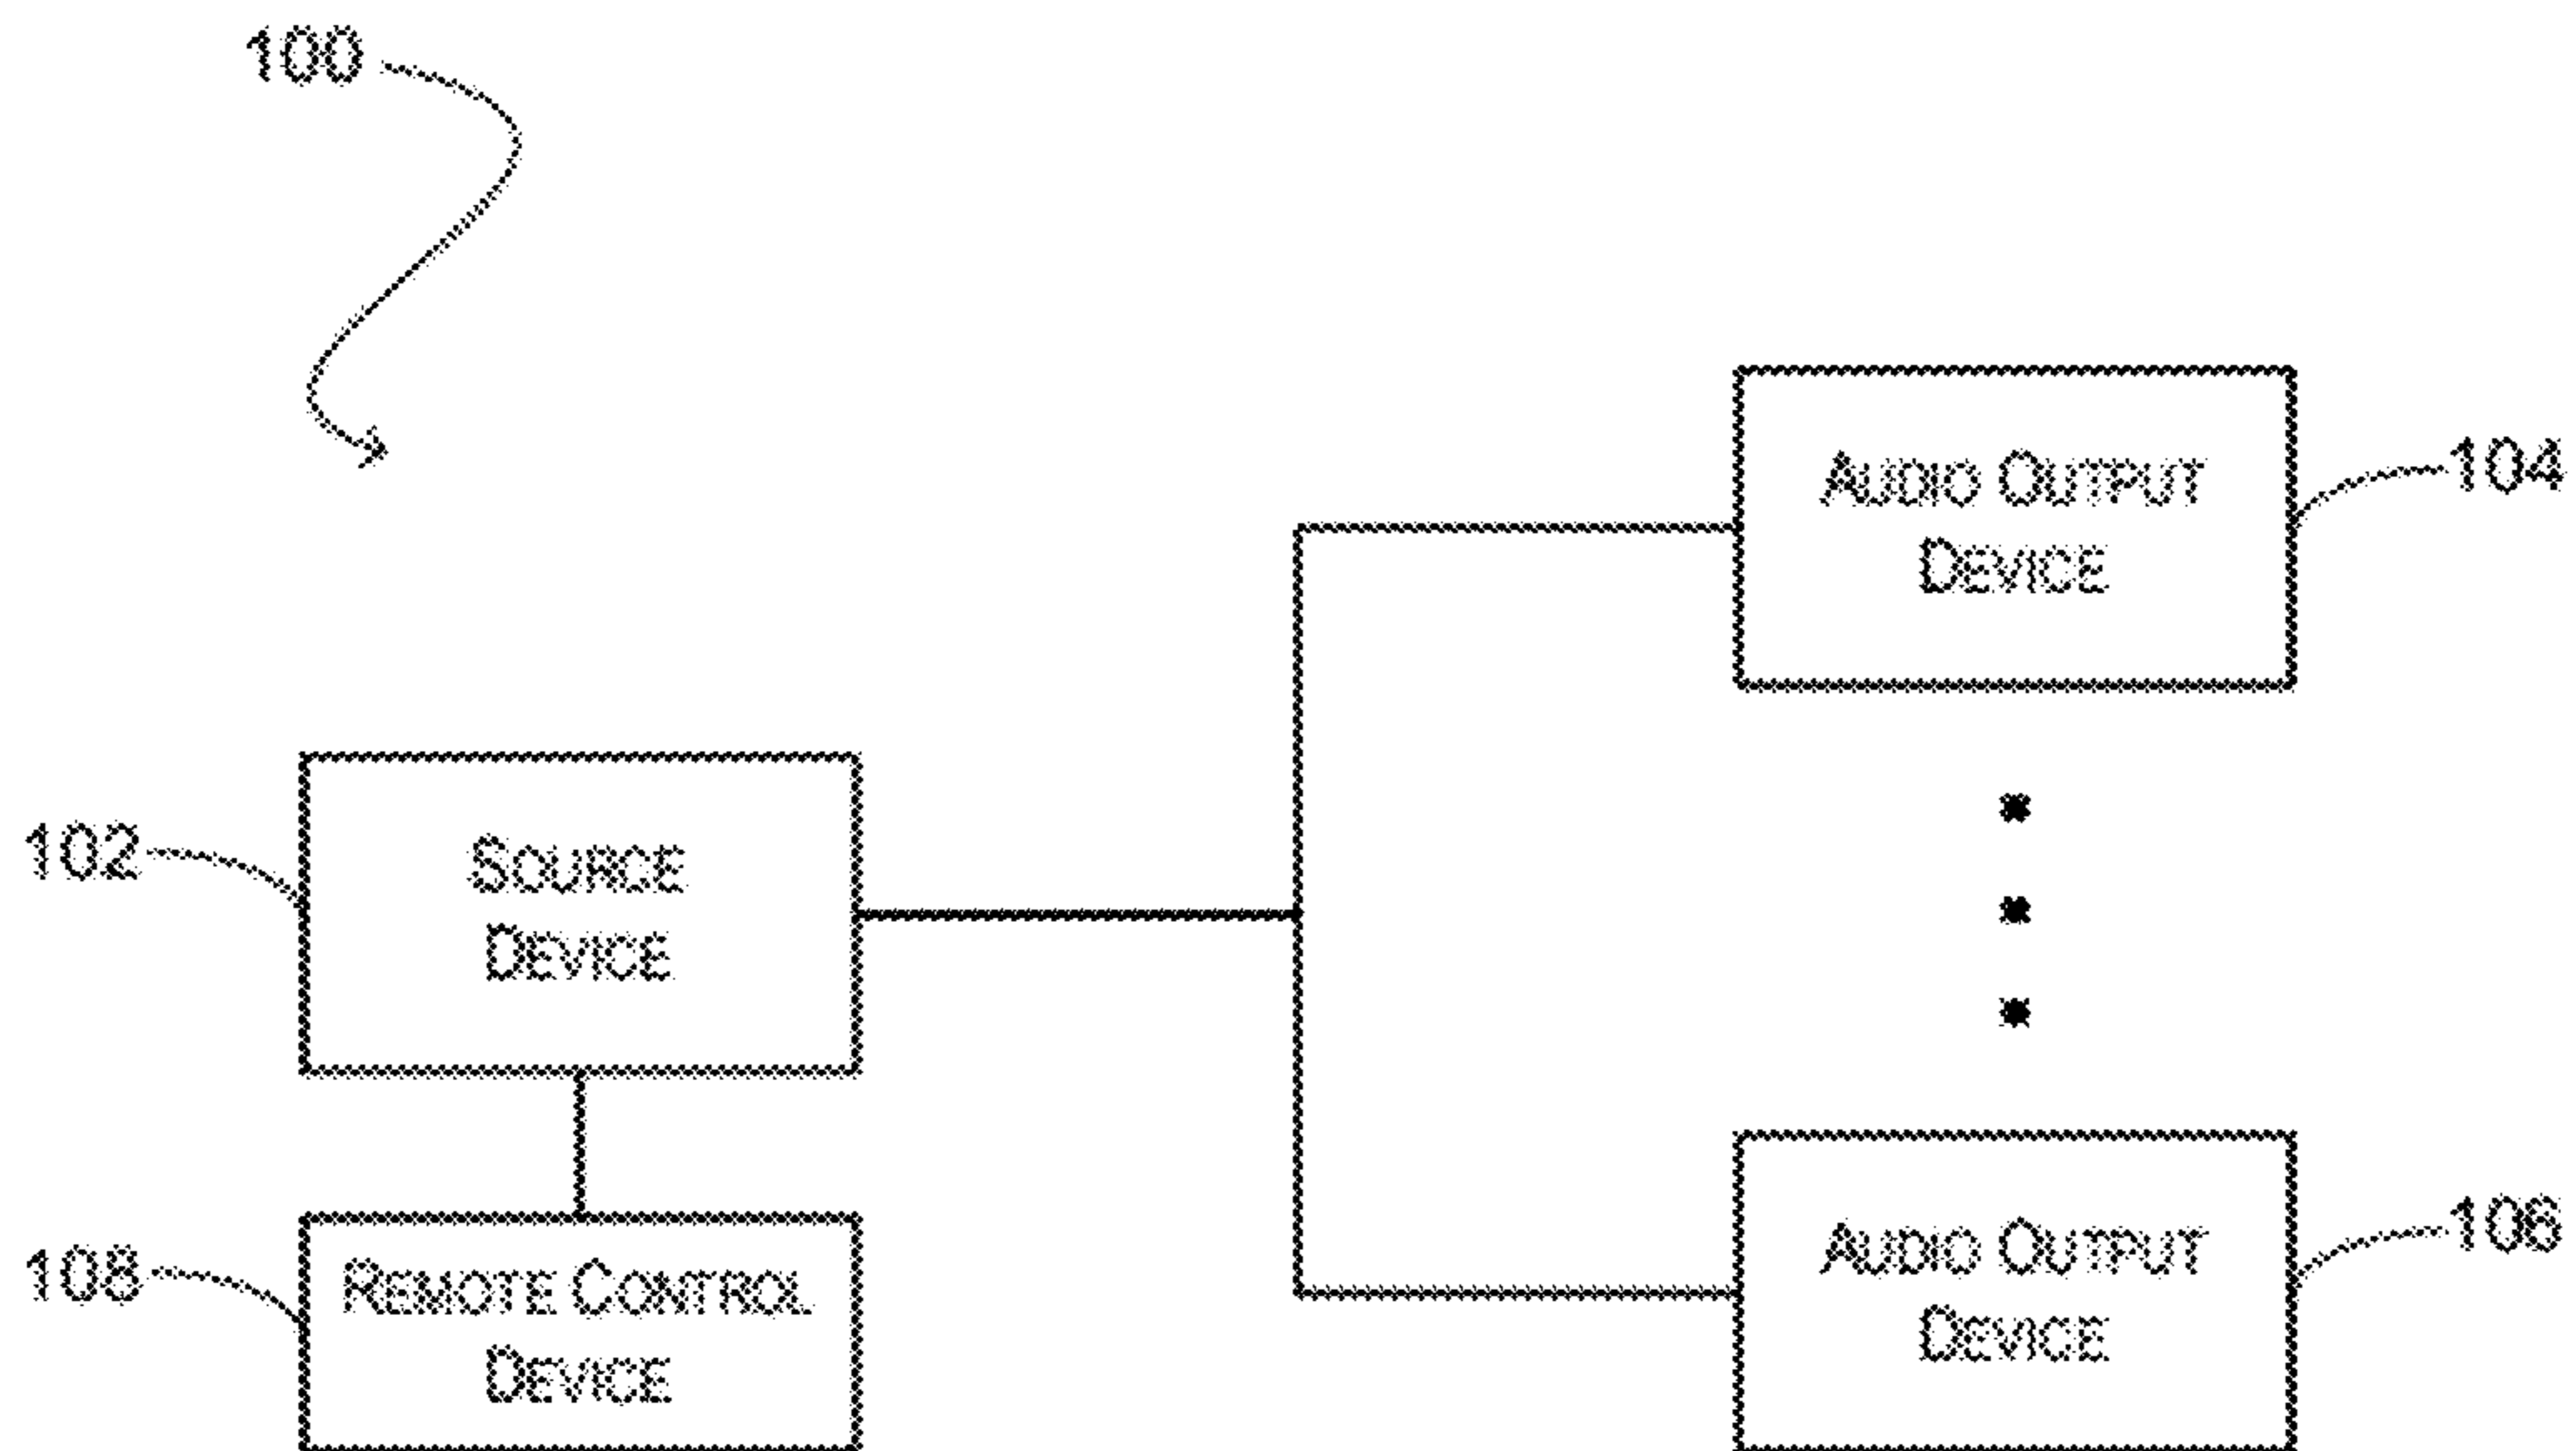 100
AUDIO OUTPUT
DEVICE
104
102
SOURCE
DEVICE
108
REMOTE CONTROL
DEVICE
AUDIO OUTPUT
DEVICE
106